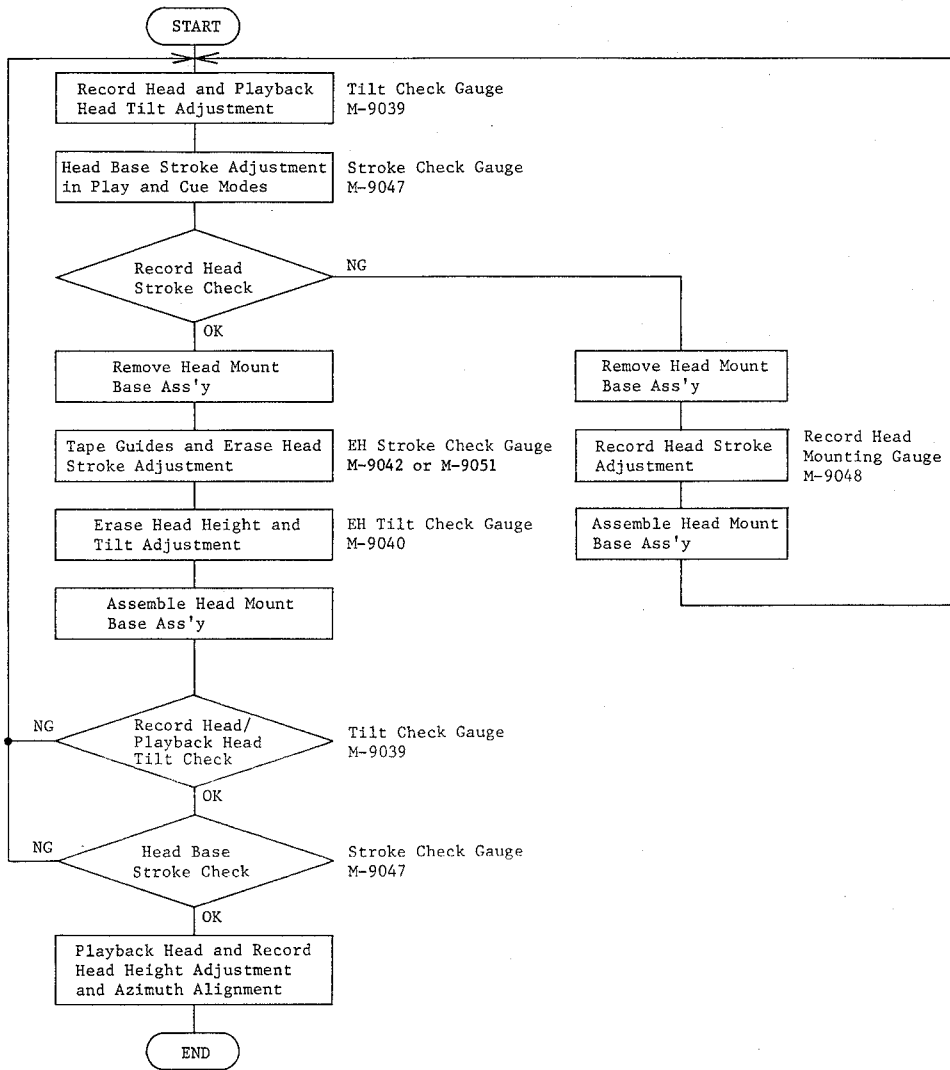 START
Record Head and Playback
Head Tilt Adjustment
Tilt Check Gauge
M-9039
Head Base Stroke Adjustment
in Play and Cue Modes
Stroke Check Gauge
M-9047
Record Head
Stroke Check
NG
OK
Remove Head Mount
Base Ass'y
Remove Head Mount
Base Ass'y
Tape Guides and Erase Head
Stroke Adjustment
EH Stroke Check Gauge
M-9042 or M-9051
Record Head Stroke
Adjustment
Record Head
Mounting Gauge
M-9048
Erase Head Height and
Tilt Adjustment
EH Tilt Check Gauge
M-9040
Assemble Head Mount
Base Ass'y
Assemble Head Mount
Base Ass'y
NG
Record Head/
Playback Head
Tilt Check
Tilt Check Gauge
M-9039
OK
NG
Head Base
Stroke Check
Stroke Check Gauge
M-9047
OK
Playback Head and Record
Head Height Adjustment
and Azimuth Alignment
END